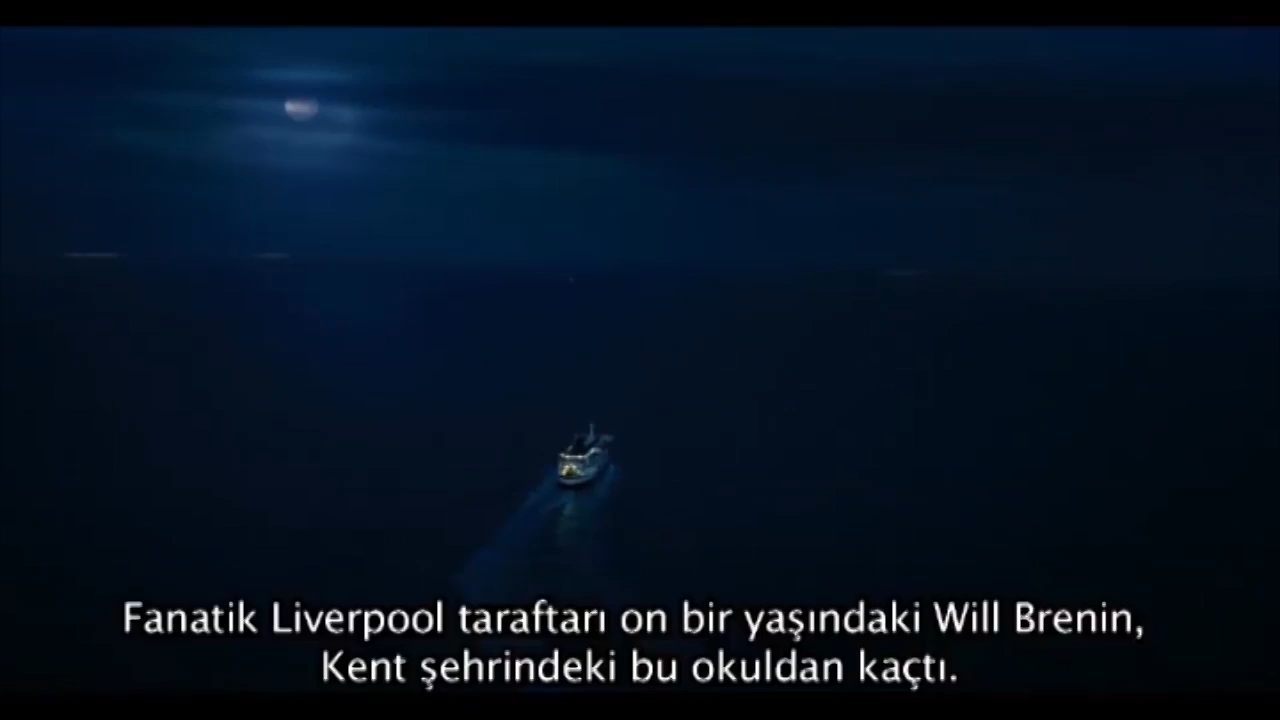 Fanatik Liverpool taraftarı on bir yaşındaki Will Brenin,
Kent şehrindeki bu okuldan kaçtı.